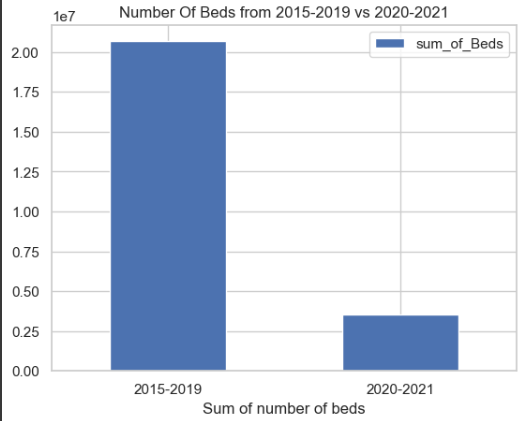 Number Of Beds from 2015-2019 vs 2020-2021
1e7
sum_of_Beds
2.00
1.75
1.50
1.25
1.00
0.75
0.50
0.25
0.00
2015-2019 2020-2021
Sum of number of beds